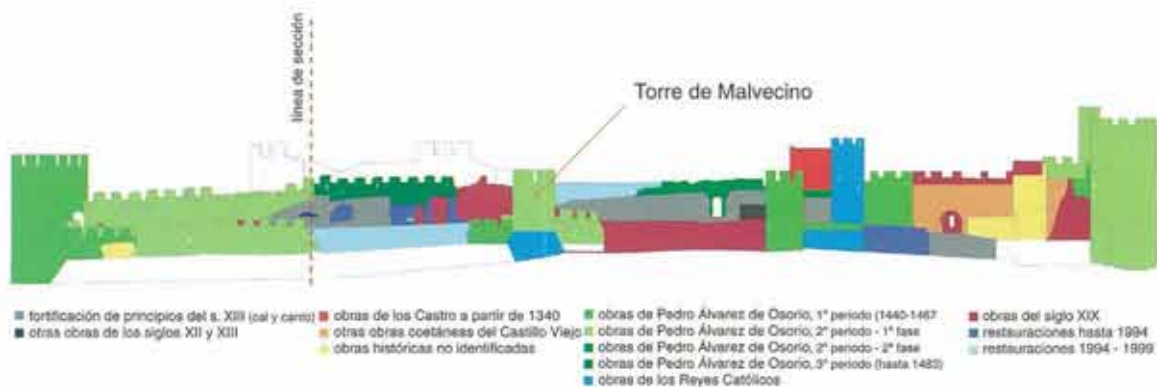 línea de sección
Torre de Malvecino
fortificación de principios del s. XIII (cal y canto)
otras obras de los siglos XII y XIII
obras de los Castro a partir de 1340
otras obras coetáneas del Castillo Viejo
obras históricas no identificadas
obras de Pedro Álvarez de Osorio, 1º periodo (1440-1467
obras de Pedro Álvarez de Osorio, 2º periodo - 1ª fase
obras de Pedro Álvarez de Osorio, 2º periodo - 2ª fase
obras de Pedro Álvarez de Osorio, 3º periodo (hasta 1483)
obras de los Reyes Católicos
obras del siglo XIX
restauraciones hasta 1994
restauraciones 1994 - 1999